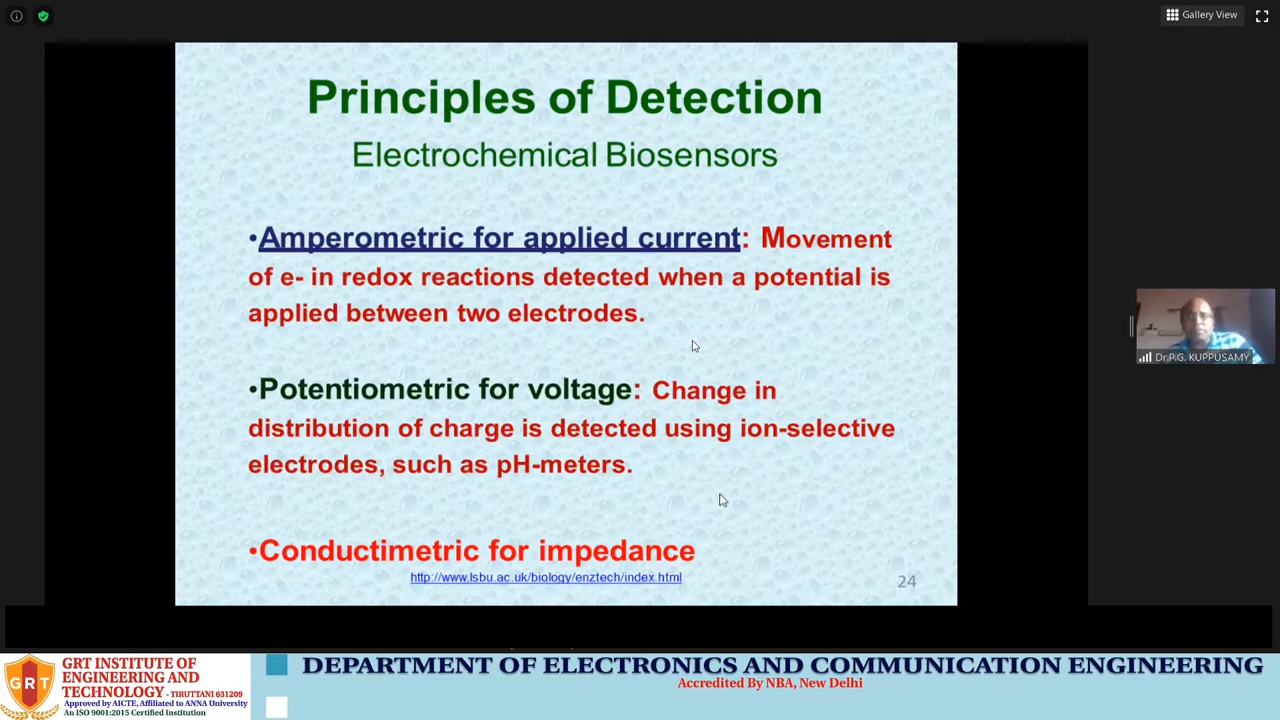 Gallery View
Principles of Detection
Electrochemical Biosensors
•Amperometric for applied current: Movement
of e- in redox reactions detected when a potential is
applied between two electrodes.
•Potentiometric for voltage: Change in
distribution of charge is detected using ion-selective
electrodes, such as pH-meters.
•Conductimetric for impedance
http://www.lsbu.ac.uk/biology/enztech/index.html
24
Dr.P.G. KUPPUSAMY
GRT
GRT INSTITUTE OF
ENGINEERING AND
TECHNOLOGY - TIRUTTANI 631209
Approved by AICTE, Affiliated to ANNA University
An ISO 9001:2015 Certified Institution
DEPARTMENT OF ELECTRONICS AND COMMUNICATION ENGINEERING
Accredited By NBA, New Delhi